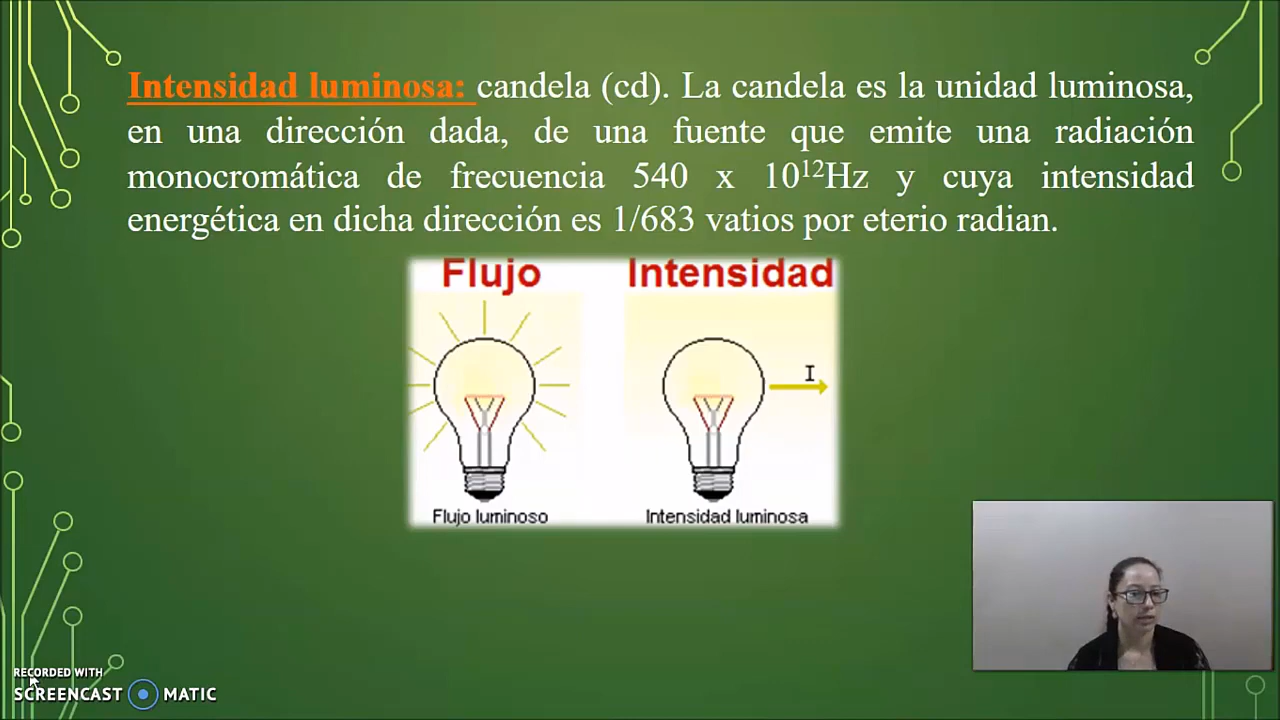 Intensidad luminosa: candela (cd). La candela es la unidad luminosa,
en una dirección dada, de una fuente que emite una radiación
monocromática de frecuencia 540 x 10¹²Hz y cuya intensidad
energética en dicha dirección es 1/683 vatios por eterio radian.
Flujo Intensidad
I
Flujo luminoso Intensidad luminosa
RECORDED WITH
SCREENCAST MATIC